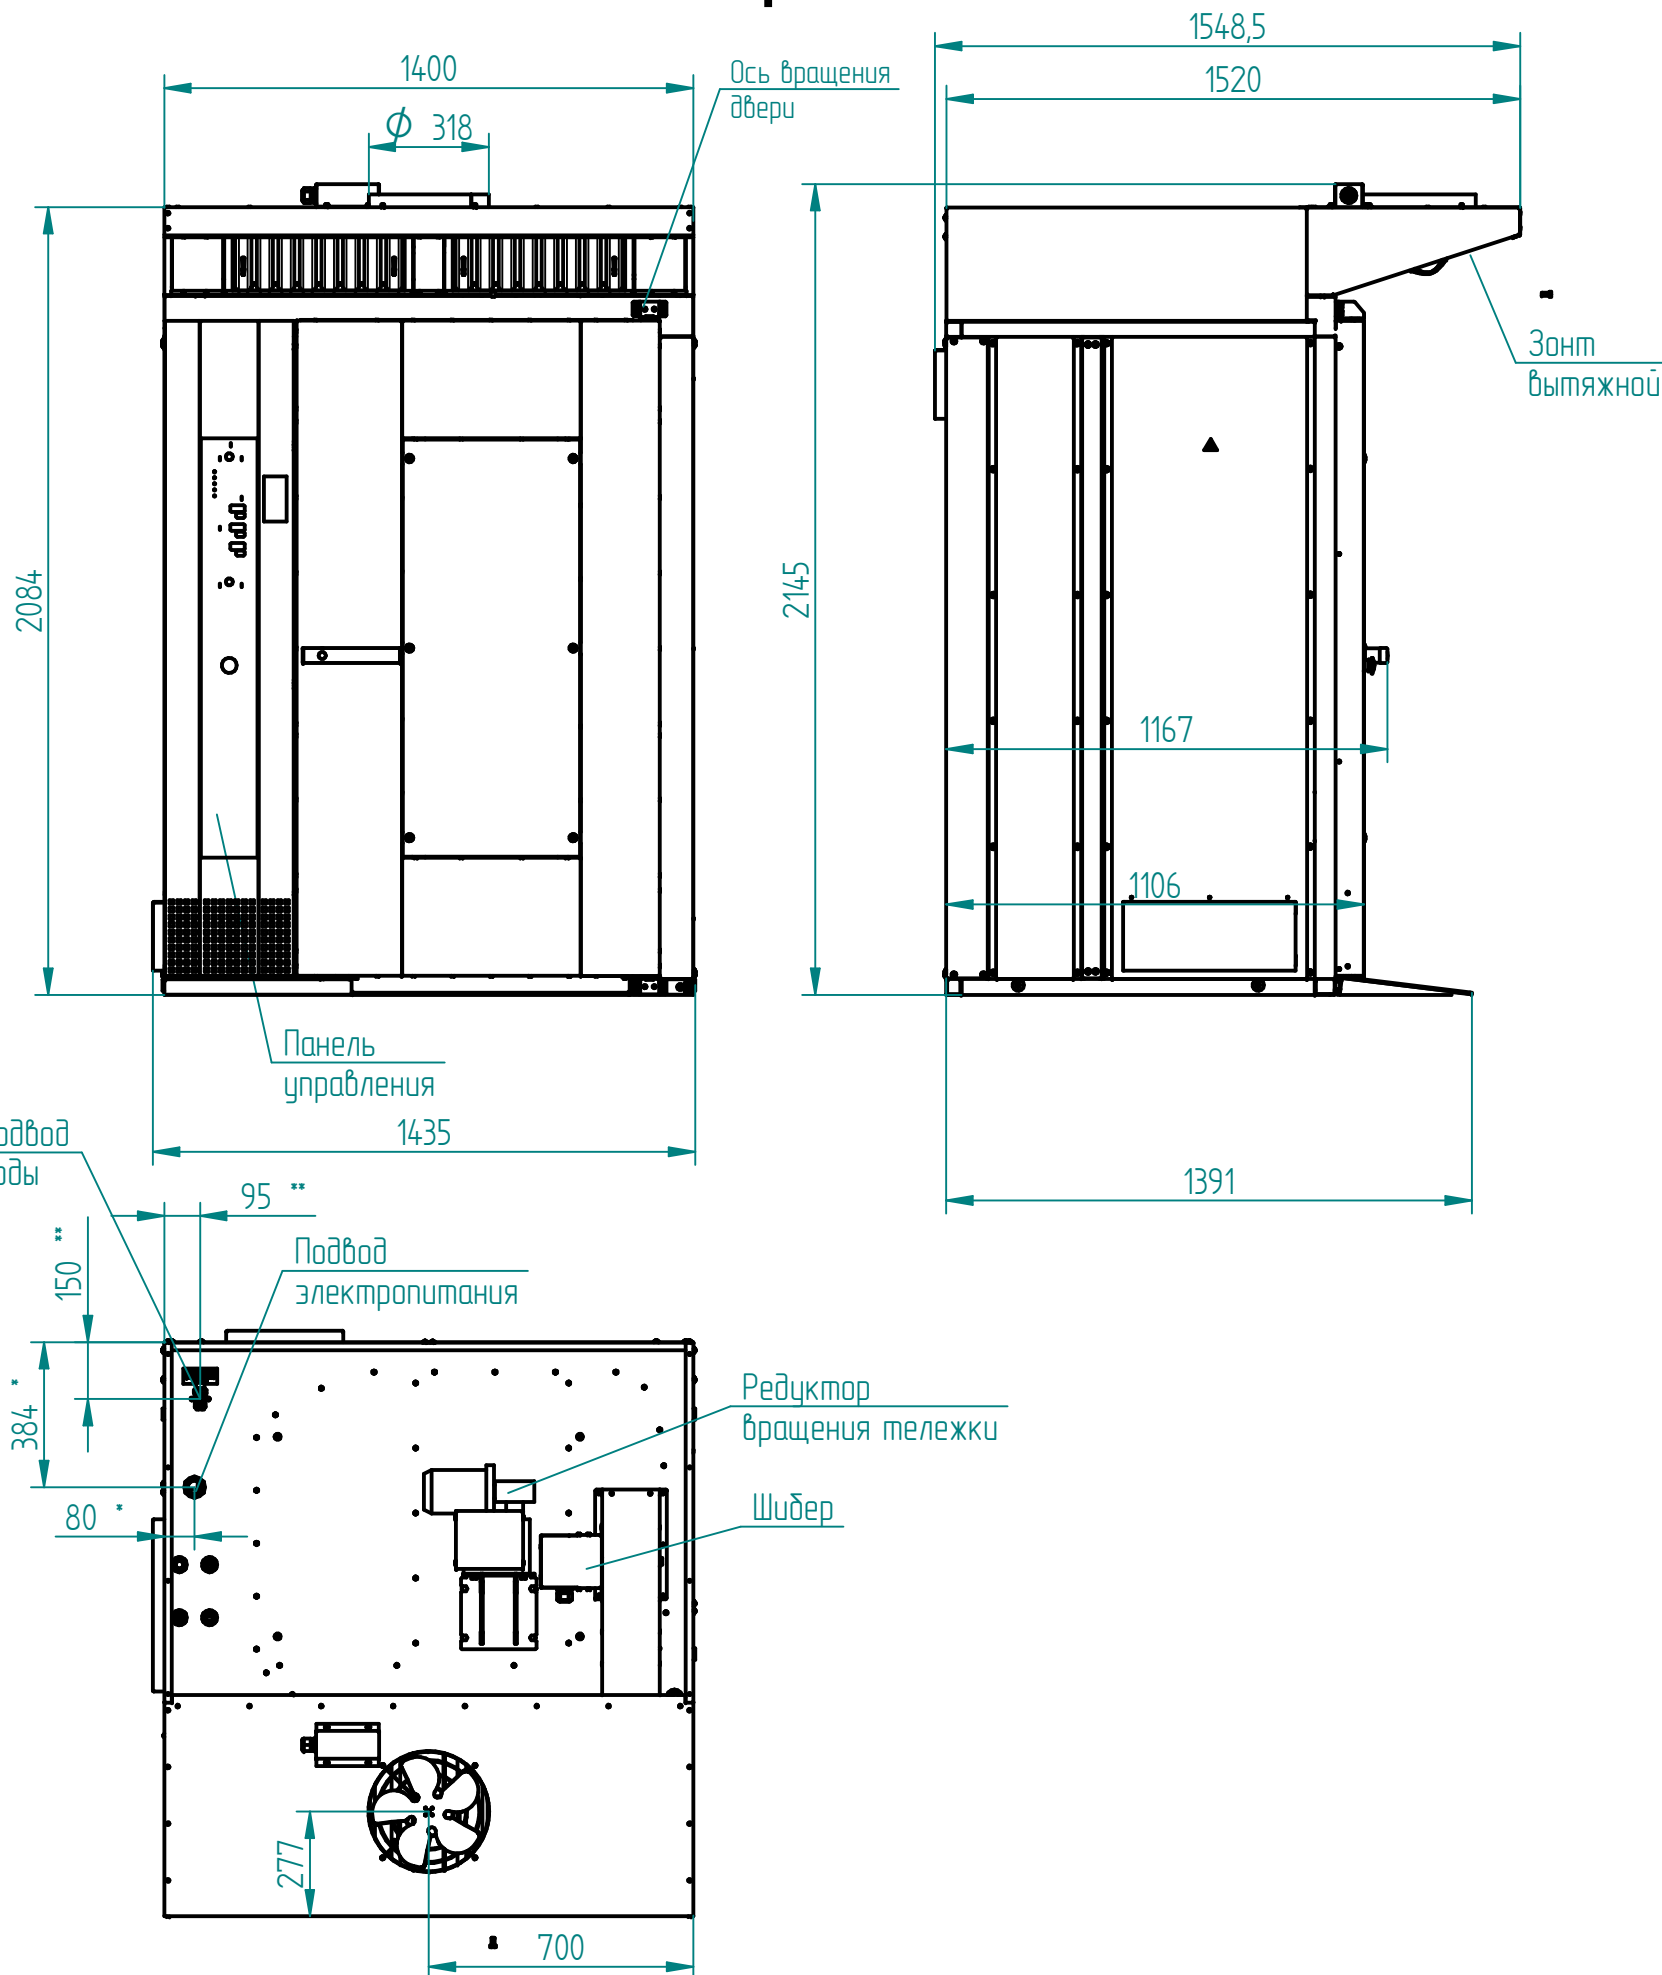 1548,5
1400
1520
Ось вращения
двери
Ø 318
Зонт
вытяжной
2084
2145
1167
1106
Панель
управления
1435
1391
95 **
150 **
Подвод
электропитания
384 *
80 *
Редуктор
вращения тележки
Шибер
277
700